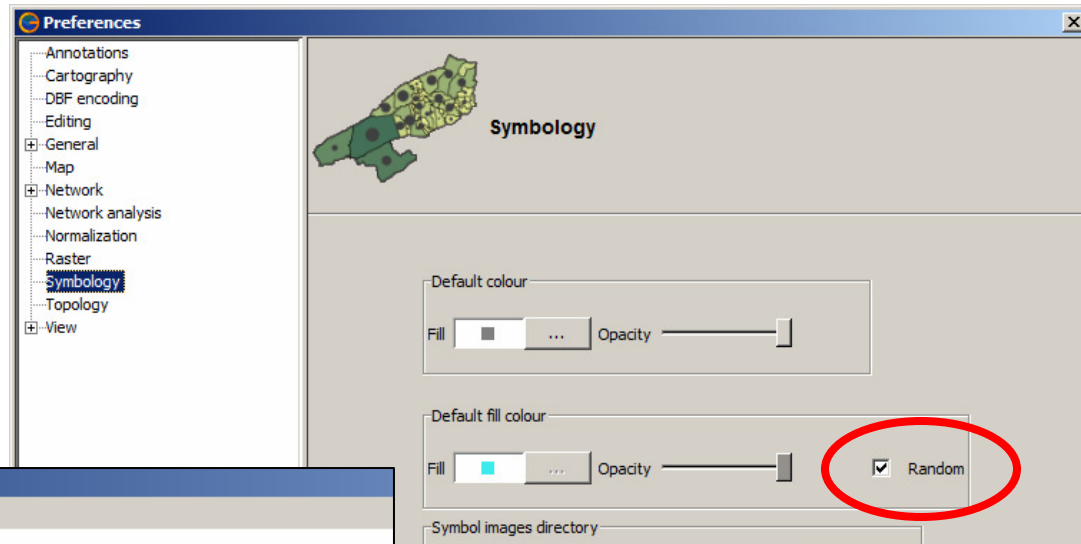 Preferences
Annotations
Cartography
DBF encoding
Editing
General
Map
Network
Network analysis
Normalization
Raster
Symbology
Topology
View
Symbology
Default colour
Fill ... Opacity
Default fill colour
Fill ... Opacity Random
Symbol images directory